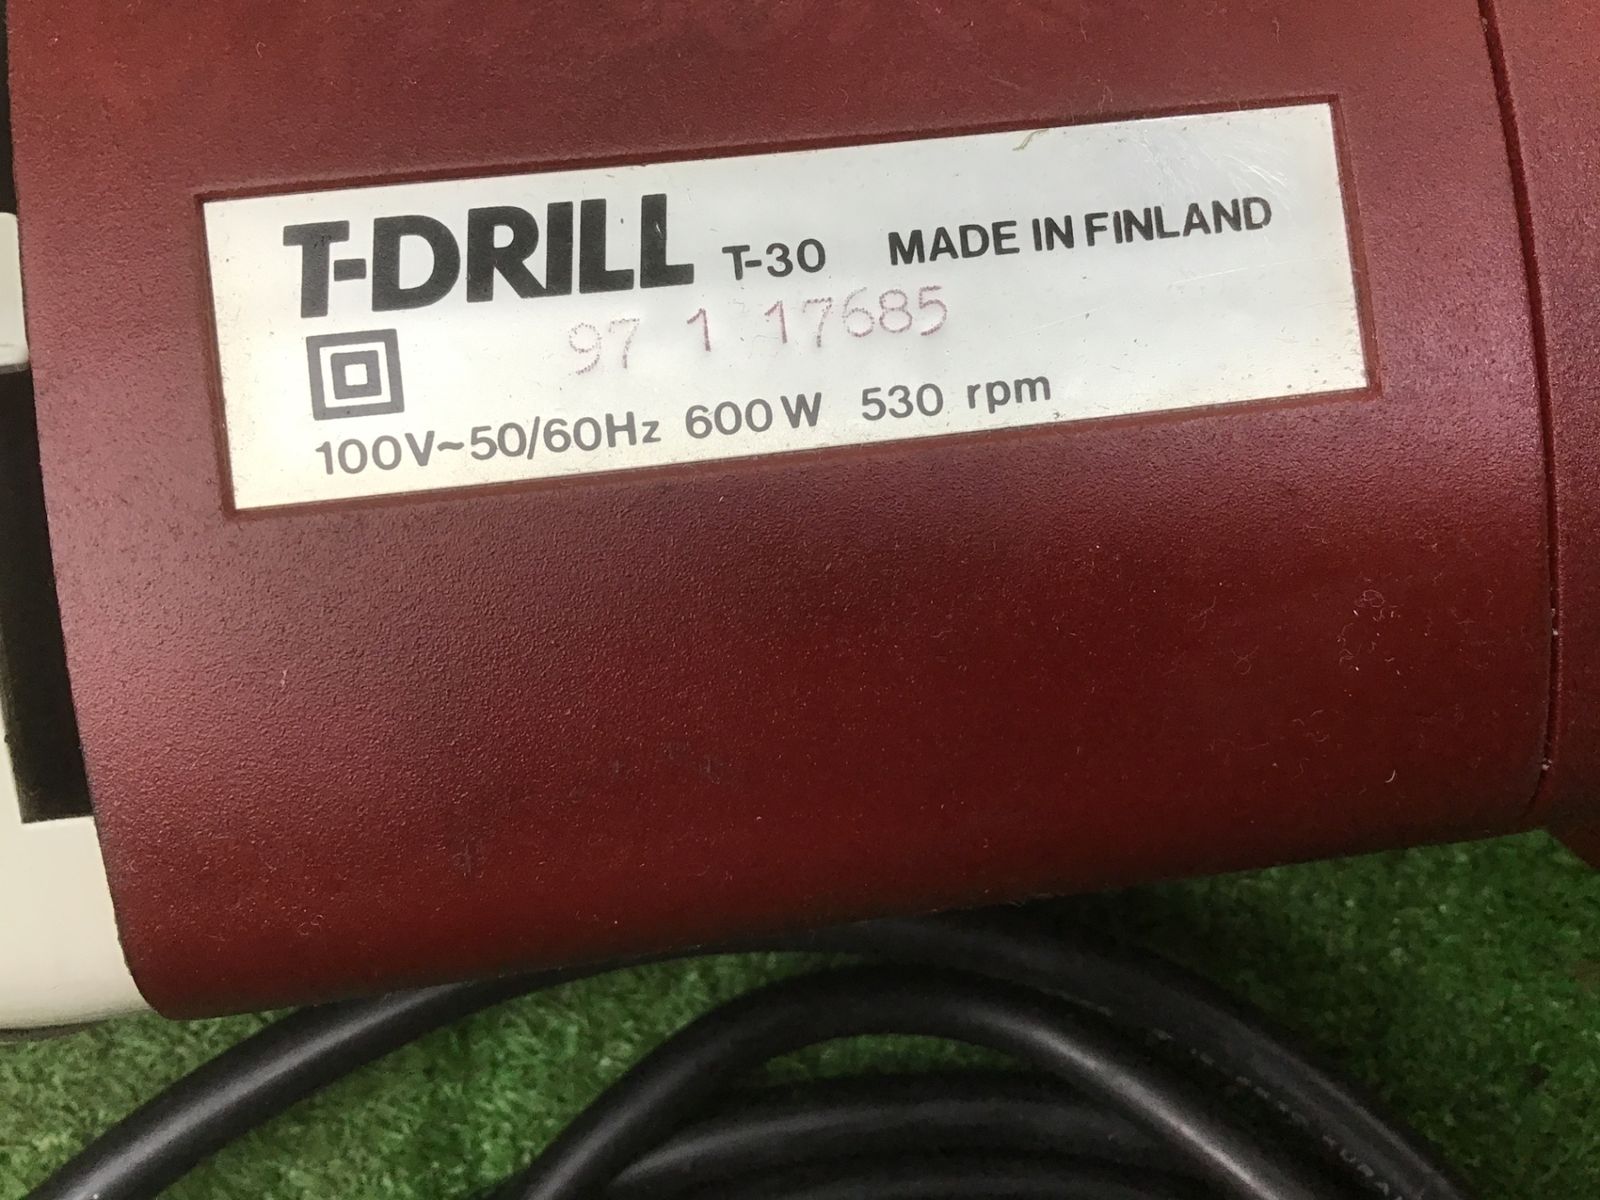 T-DRILL T-30 MADE IN FINLAND
97 1 17685
100V~50/60Hz 600W 530 rpm